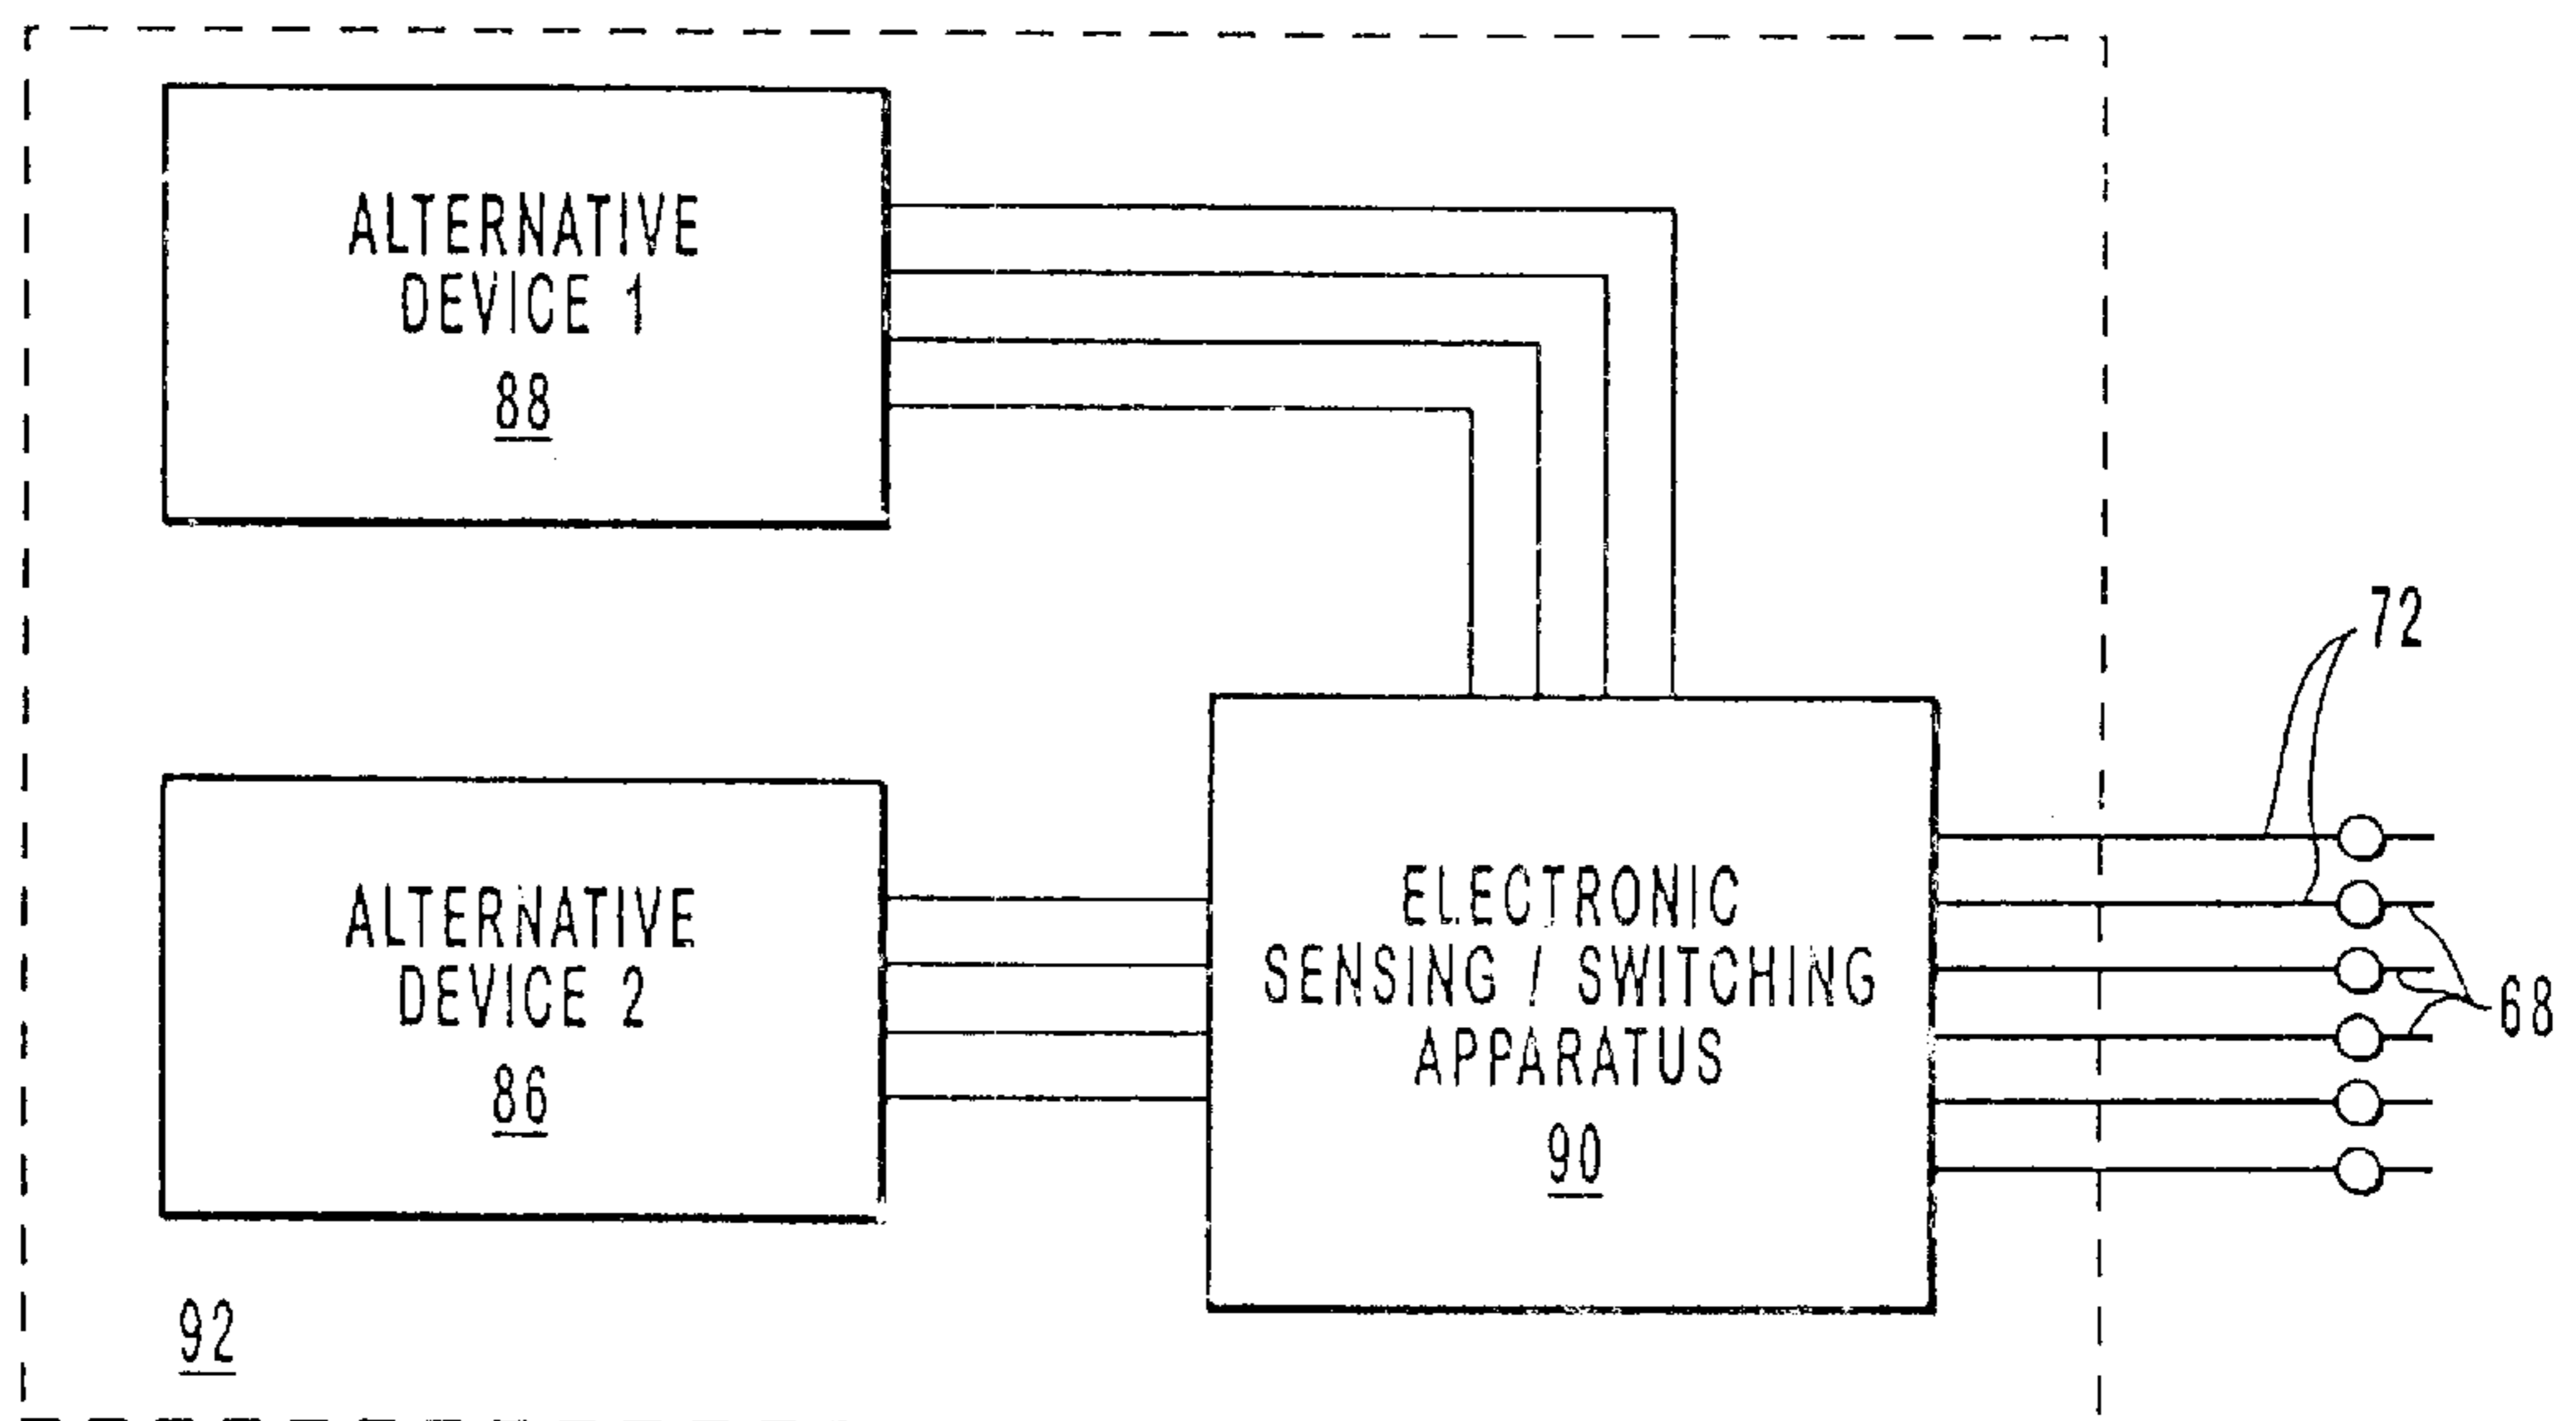 ALTERNATIVE
DEVICE 1
88
72
ALTERNATIVE
DEVICE 2
86
ELECTRONIC
SENSING / SWITCHING
APPARATUS
90
68
92